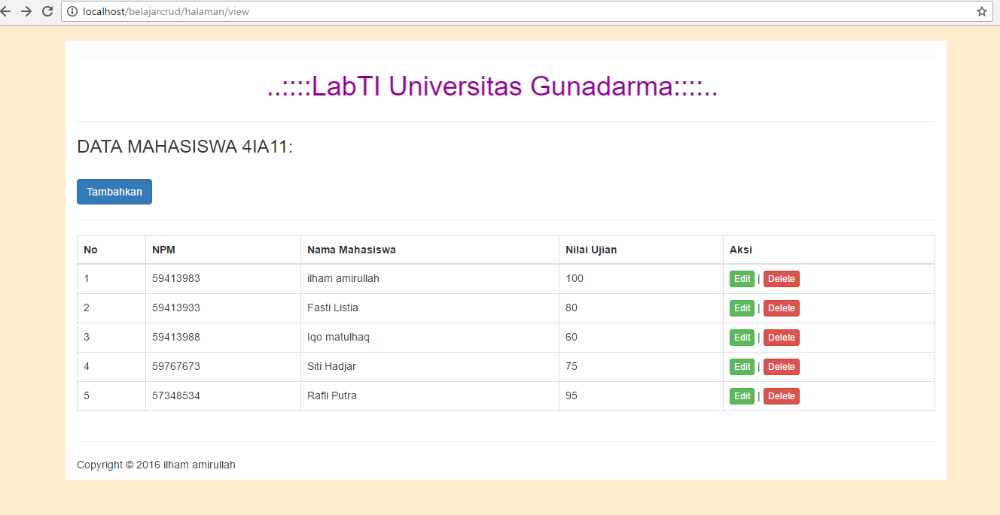 localhost/belajarcrud/halaman/view
..::::LabTI Universitas Gunadarma::::..
DATA MAHASISWA 4IA11:
Tambahkan
No NPM Nama Mahasiswa Nilai Ujian Aksi
1 59413983 ilham amirullah 100 Edit | Delete
2 59413933 Fasti Listia 80 Edit | Delete
3 59413988 Iqo matulhaq 60 Edit | Delete
4 59767673 Siti Hadjar 75 Edit | Delete
5 57348534 Rafli Putra 95 Edit | Delete
Copyright © 2016 ilham amirullah